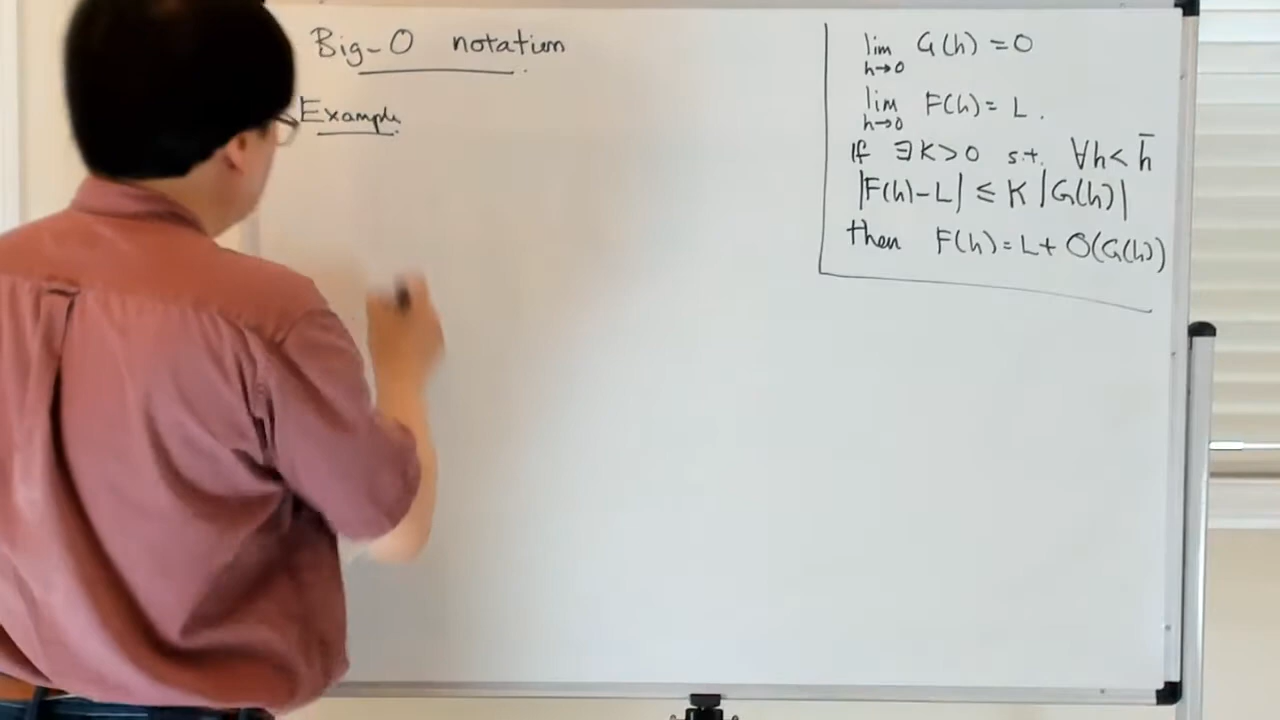 Big-O notation
Example
lim h→0 G(h) = 0
lim h→0 F(h) = L.
If ∃K>0 s.t. ∀h< h̄
|F(h)-L| ≤ K |G(h)|
then F(h)=L+ O(G(h))